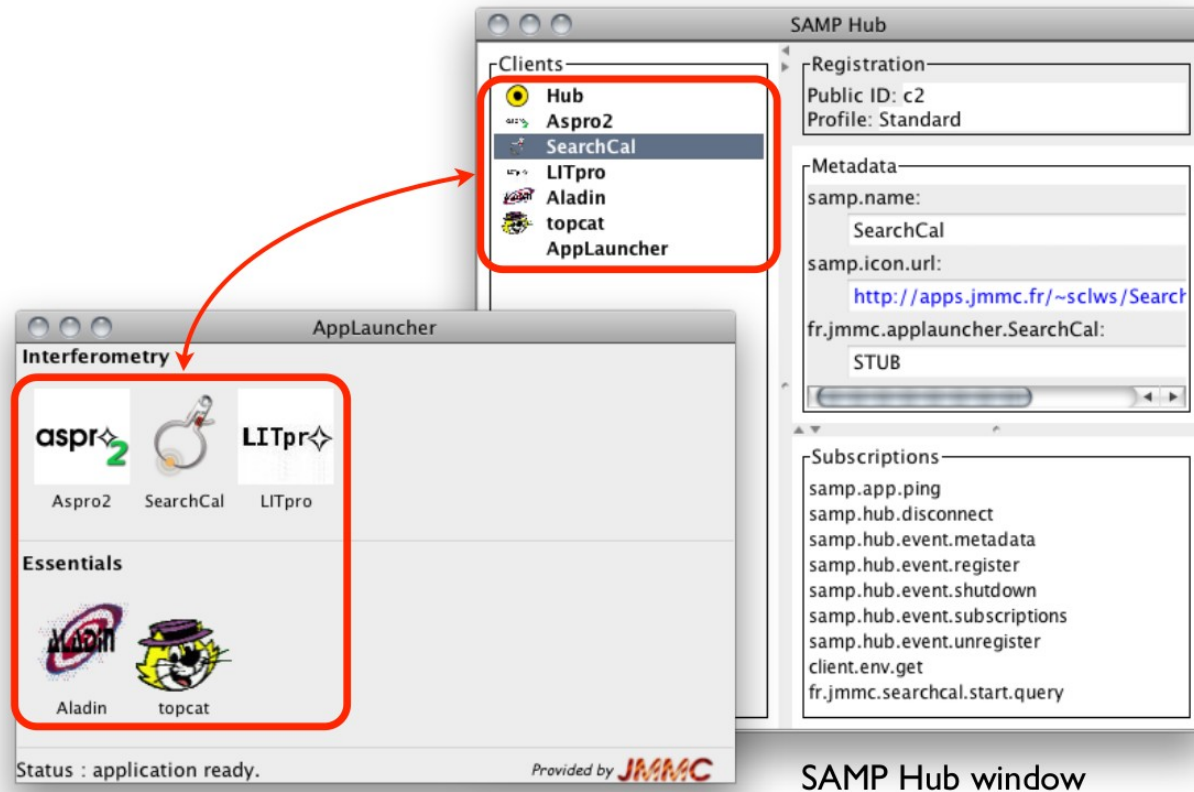 SAMP Hub
Clients
Hub
Aspro2
SearchCal
LITpro
Aladin
topcat
AppLauncher
Registration
Public ID: c2
Profile: Standard
Metadata
samp.name:
SearchCal
samp.icon.url:
http://apps.jmmc.fr/~sclws/Search
fr.jmmc.applauncher.SearchCal:
STUB
Subscriptions
samp.app.ping
samp.hub.disconnect
samp.hub.event.metadata
samp.hub.event.register
samp.hub.event.shutdown
samp.hub.event.subscriptions
samp.hub.event.unregister
client.env.get
fr.jmmc.searchcal.start.query
AppLauncher
Interferometry
aspro 2
LITpro
Aspro2
SearchCal
LITpro
Essentials
ALADIN
Aladin
topcat
Status : application ready.
Provided by JMMC
SAMP Hub window